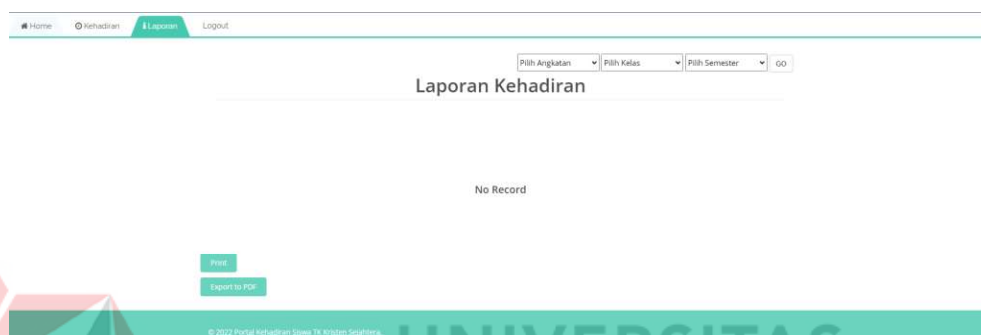 Home Kehadiran Laporan Logout
Pilih Angkatan Pilih Kelas Pilih Semester GO
Laporan Kehadiran
No Record
Print
Export to PDF
© 2022 Portal Kehadiran Siswa TK Kristen Sejahtera.
UNIVERSITAS